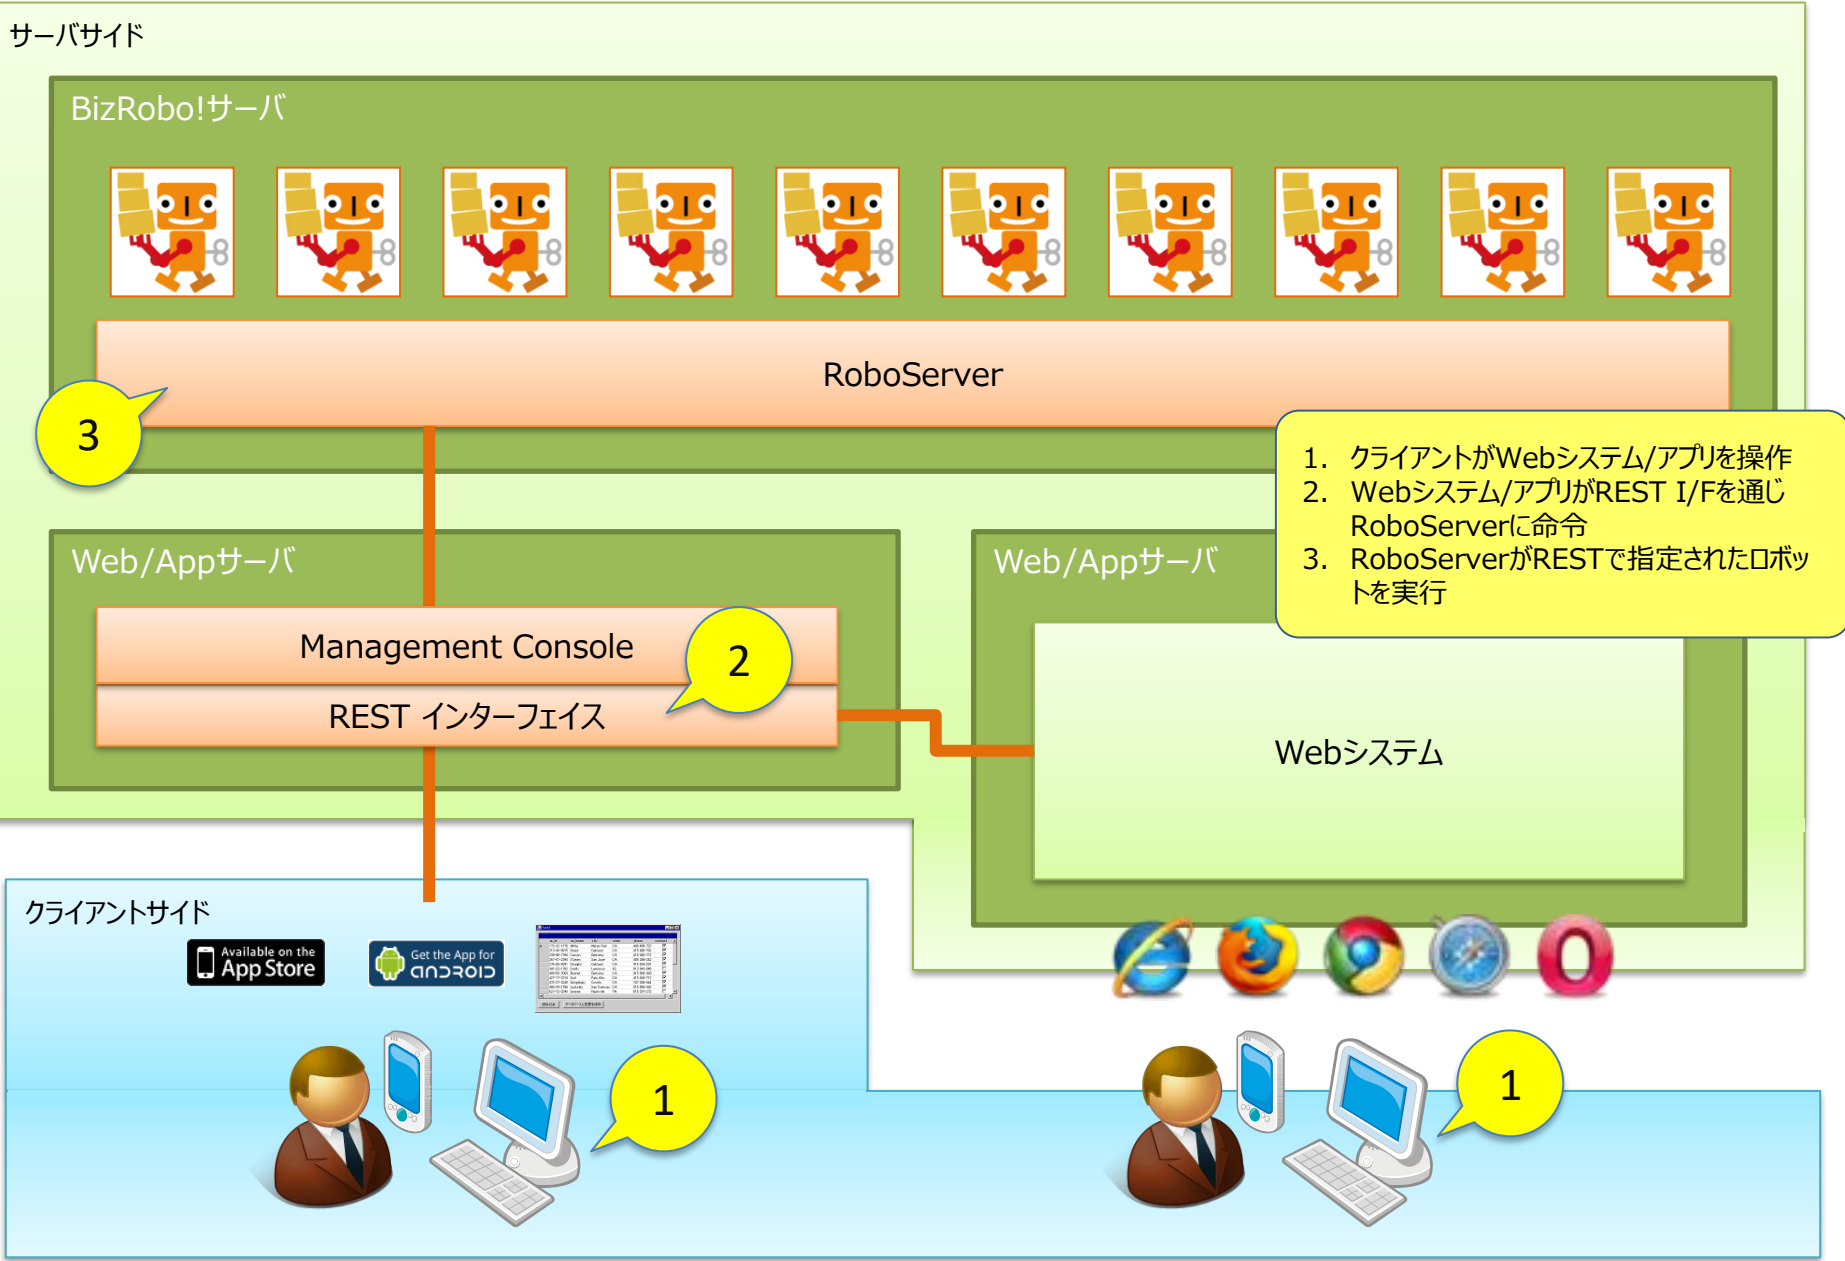 サーバサイド
BizRobo!サーバ
RoboServer
3
1. クライアントがWebシステム/アプリを操作
2. Webシステム/アプリがREST I/Fを通じ
RoboServerに命令
3. RoboServerがRESTで指定されたロボッ
トを実行
Web/Appサーバ
Management Console
2
REST インターフェイス
Web/Appサーバ
Webシステム
クライアントサイド
Available on the
App Store
Get the App for
ANDROID
1
1